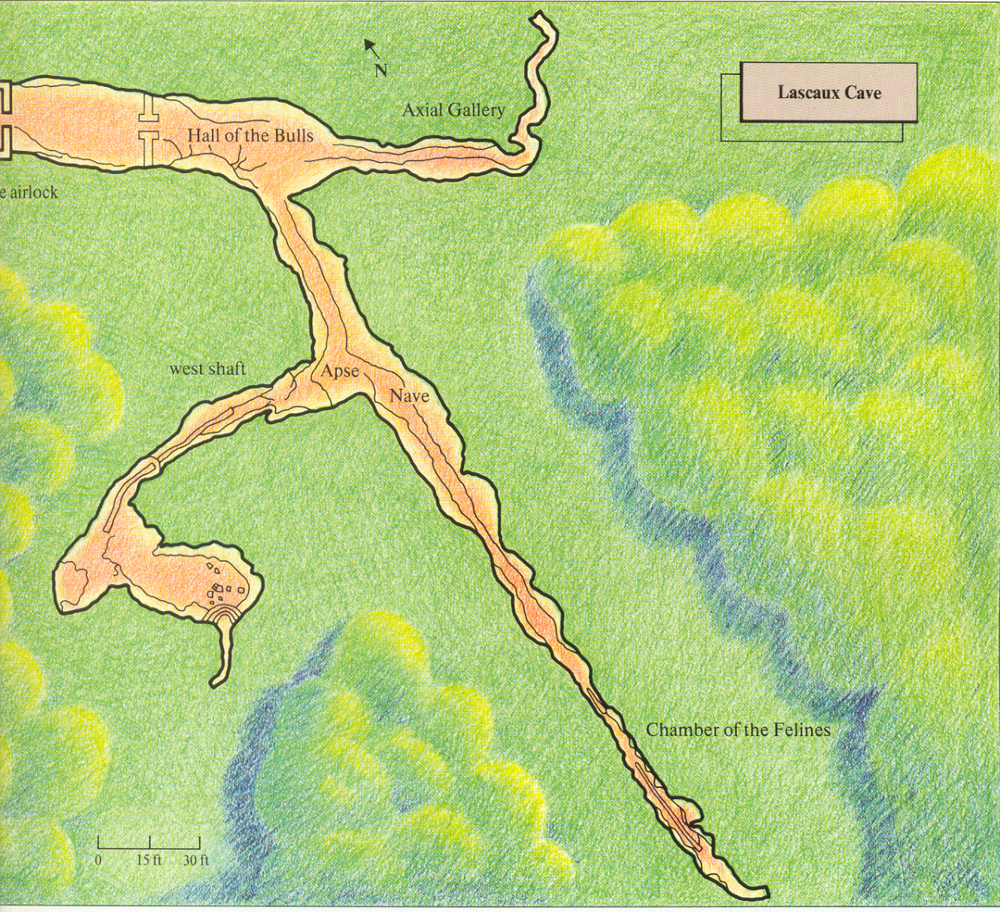 N
Lascaux Cave
Axial Gallery
Hall of the Bulls
e airlock
west shaft
Apse
Nave
Chamber of the Felines
0 15 ft 30 ft